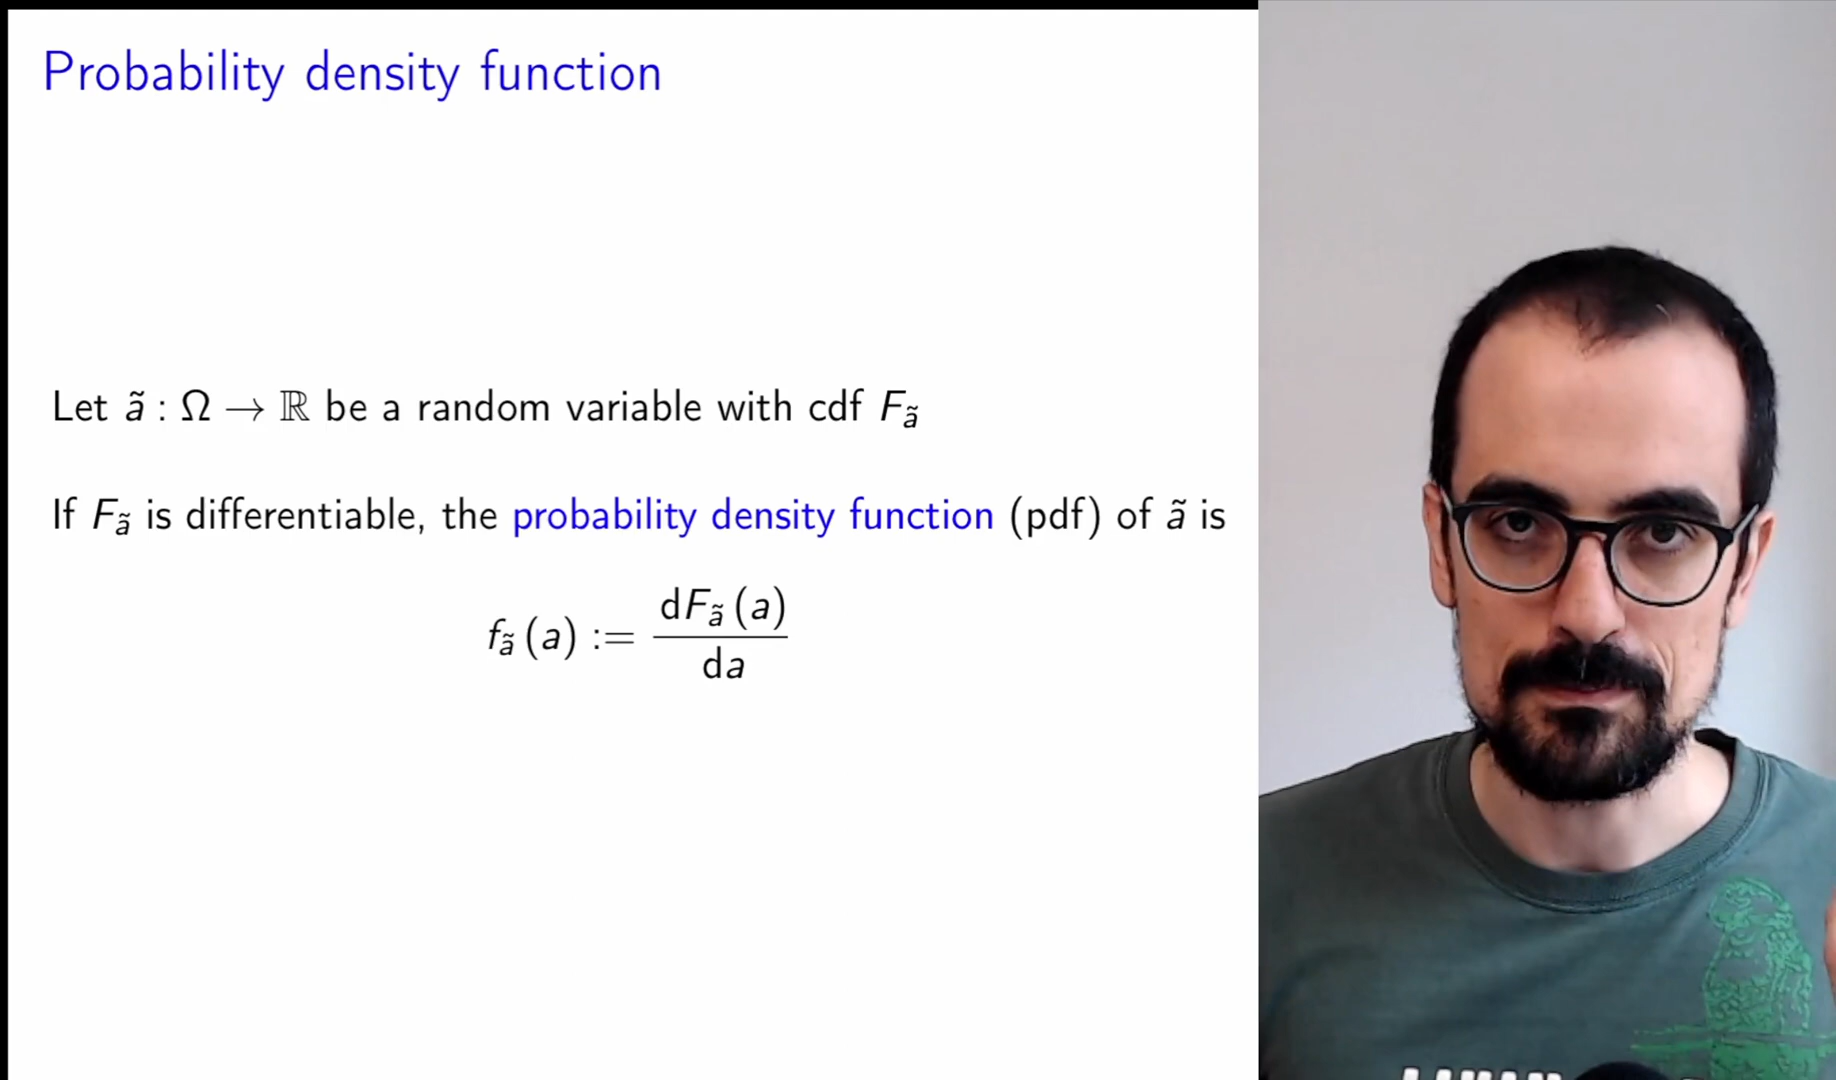 Probability density function
Let ã : Ω → ℝ be a random variable with cdf F_ã
If F_ã is differentiable, the probability density function (pdf) of ã is
f_ã (a) := dF_ã (a) / da